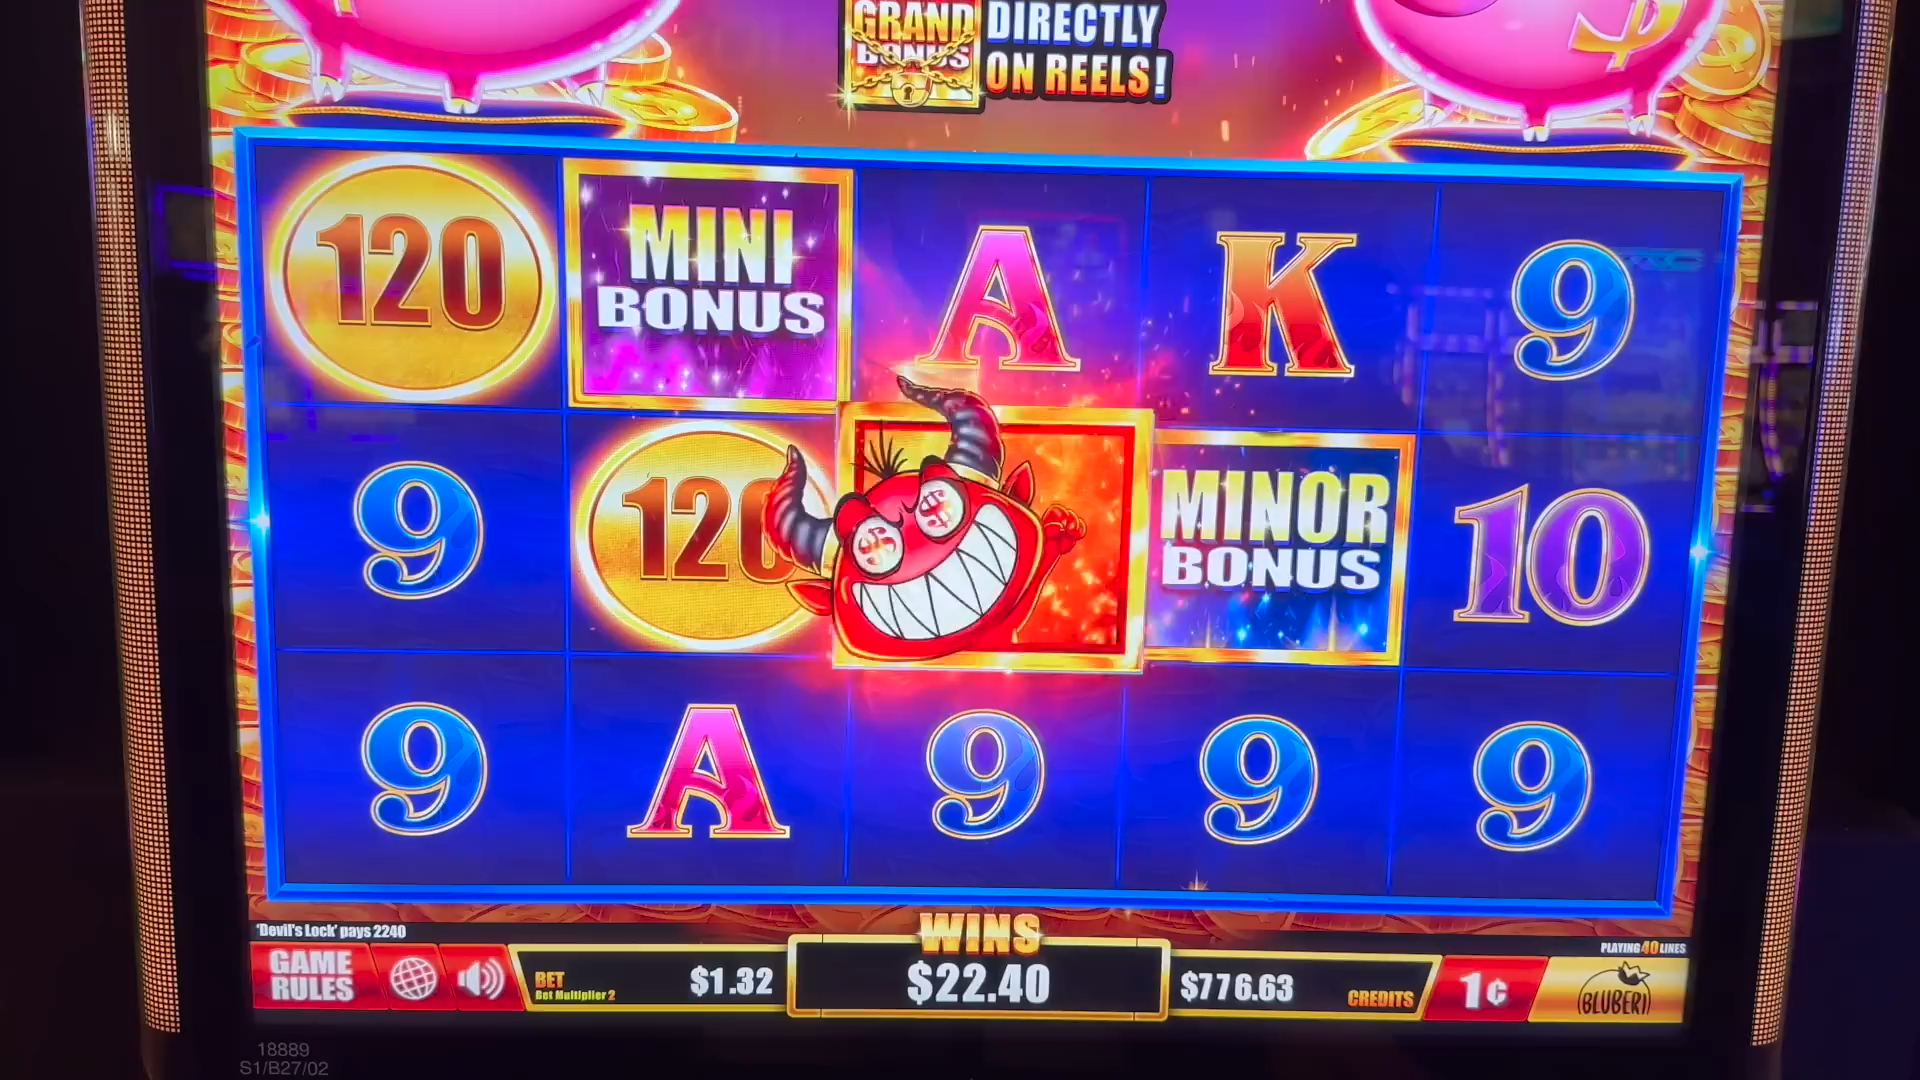 GRAND
BONUS
DIRECTLY
ON REELS!
120
MINI
BONUS
A
K
9
9
120
MINOR
BONUS
10
9
A
9
9
9
'Devil's Lock' pays 2240
WINS
PLAYING 40 LINES
GAME
RULES
BET
Bet Multiplier 2
$1.32
$22.40
$776.63
CREDITS
1¢
BLUBERI
18889
S1/B27/02